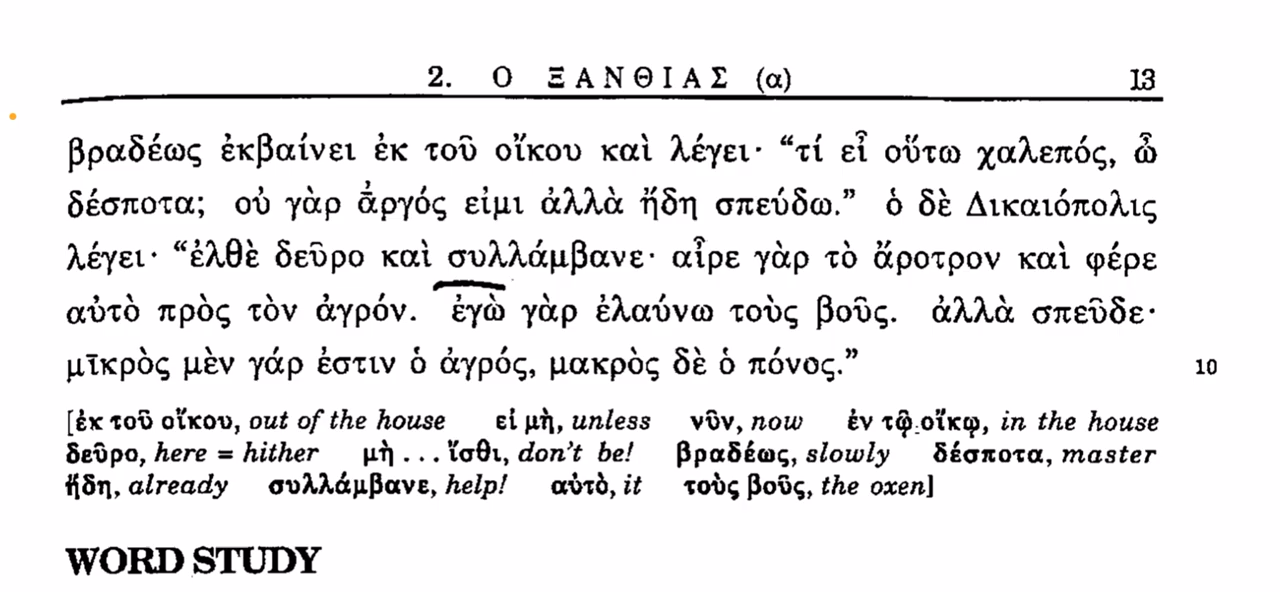 2. Ο ΞΑΝΘΙΑΣ (α) 13
βραδέως ἐκβαίνει ἐκ τοῦ οἴκου καὶ λέγει· “τί εἶ οὕτω χαλεπός, ὦ
δέσποτα; οὐ γὰρ ᾱ̓ργός εἰμι ἀλλὰ ἤδη σπεύδω.” ὁ δὲ Δικαιόπολις
λέγει· “ἐλθὲ δεῦρο καὶ συλλάμβανε· αἶρε γὰρ τὸ ἄροτρον καὶ φέρε
αὐτὸ πρὸς τὸν ἀγρόν. ἐγὼ γὰρ ἐλαύνω τοὺς βοῦς. ἀλλὰ σπεῦδε·
μῑκρὸς μὲν γάρ ἐστιν ὁ ἀγρός, μακρὸς δὲ ὁ πόνος.” 10
[ἐκ τοῦ οἴκου, out of the house εἰ μὴ, unless νῦν, now ἐν τῷ οἴκῳ, in the house
δεῦρο, here = hither μὴ . . . ἴσθι, don’t be! βραδέως, slowly δέσποτα, master
ἤδη, already συλλάμβανε, help! αὐτὸ, it τοὺς βοῦς, the oxen]
WORD STUDY